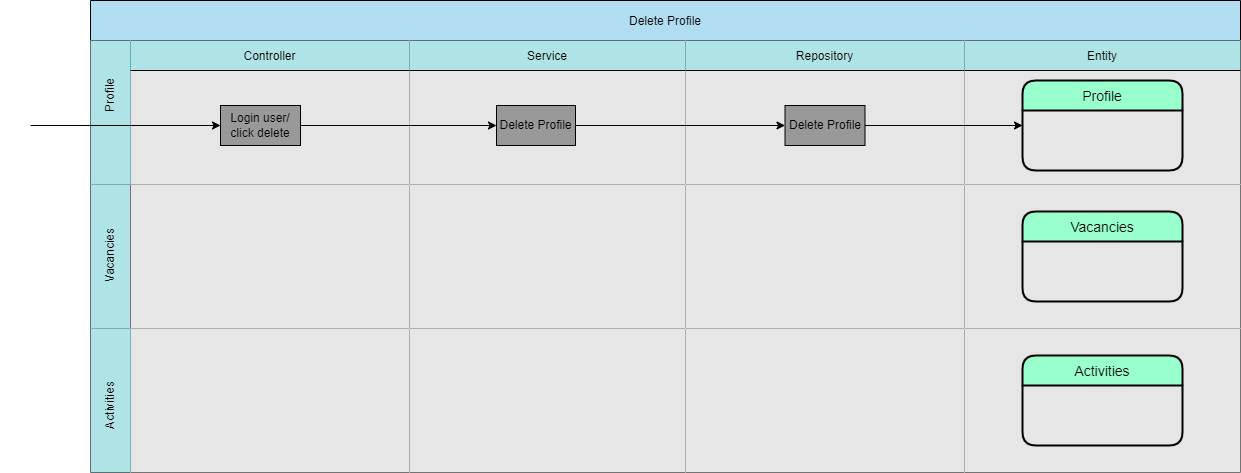 Delete Profile
Controller
Service
Repository
Entity
Profile
Login user/
click delete
Delete Profile
Delete Profile
Profile
Vacancies
Vacancies
Activities
Activities